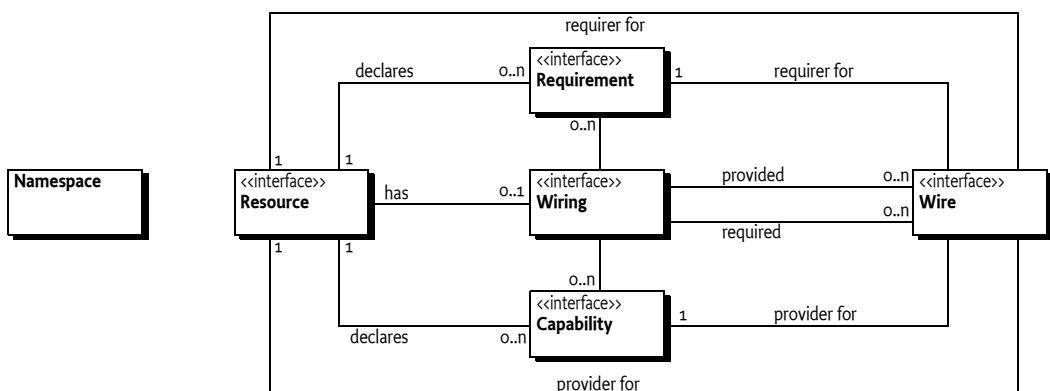 requirer for
<<interface>>
Requirement
declares
0..n
1
requirer for
0..n
1
1
Namespace
<<interface>>
Resource
has
0..1
<<interface>>
Wiring
provided
0..n
0..n
required
<<interface>>
Wire
1
1
0..n
<<interface>>
Capability
1
provider for
declares
0..n
provider for